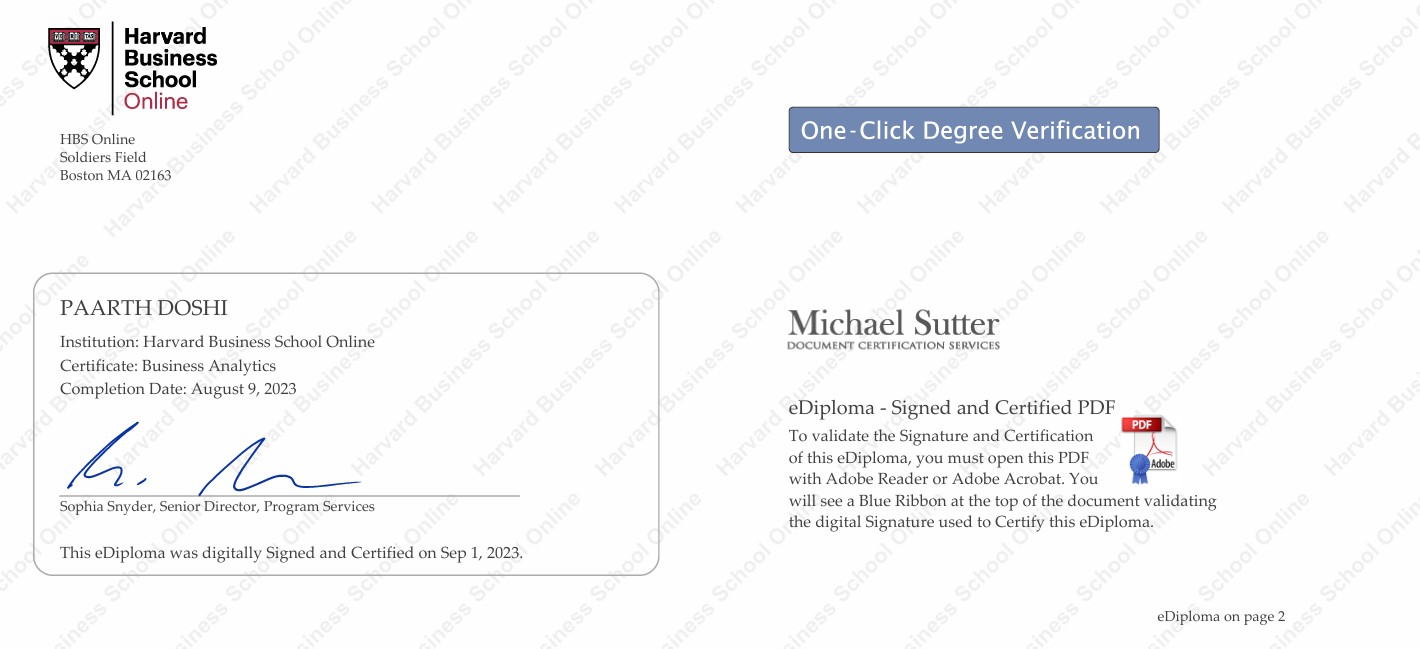 Harvard
Business
School
Online
HBS Online
Soldiers Field
Boston MA 02163
One-Click Degree Verification
PAARTH DOSHI
Institution: Harvard Business School Online
Certificate: Business Analytics
Completion Date: August 9, 2023
Sophia Snyder, Senior Director, Program Services
This eDiploma was digitally Signed and Certified on Sep 1, 2023.
Michael Sutter
DOCUMENT CERTIFICATION SERVICES
eDiploma - Signed and Certified PDF
To validate the Signature and Certification
of this eDiploma, you must open this PDF
with Adobe Reader or Adobe Acrobat. You
will see a Blue Ribbon at the top of the document validating
the digital Signature used to Certify this eDiploma.
PDF
Adobe
eDiploma on page 2
Harvard Business School Online